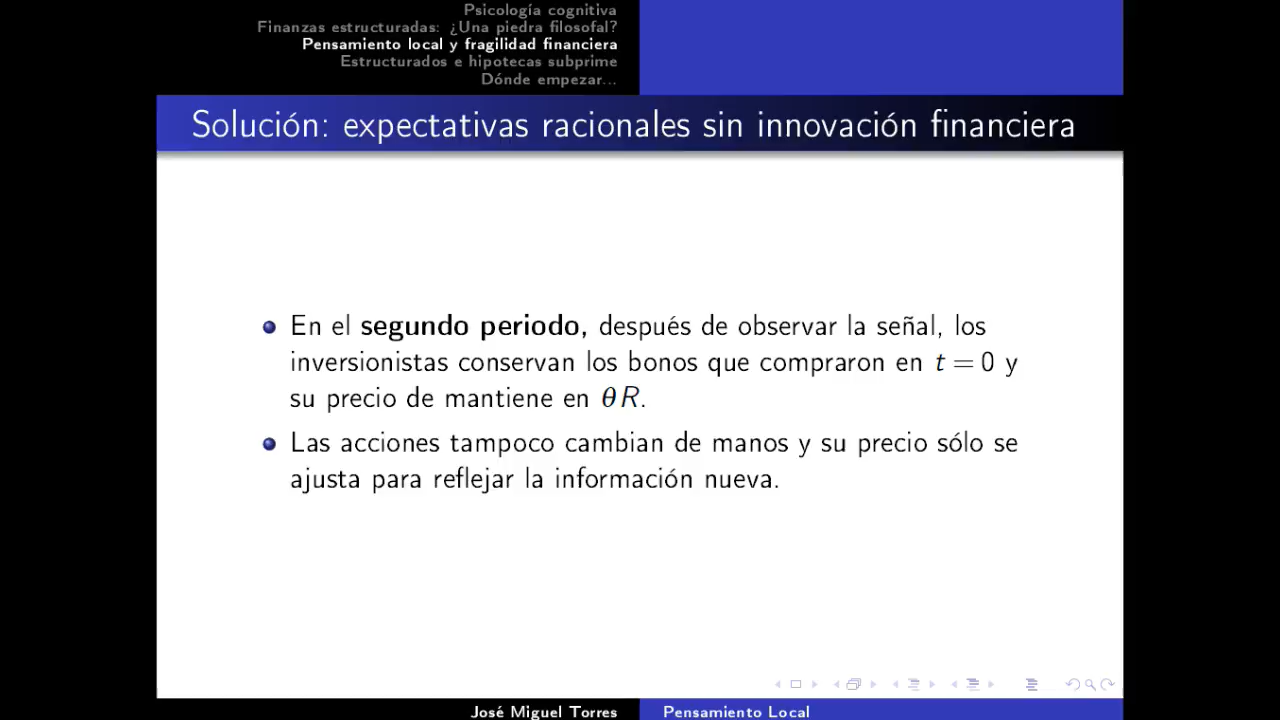 Psicología cognitiva
Finanzas estructuradas: ¿Una piedra filosofal?
Pensamiento local y fragilidad financiera
Estructurados e hipotecas subprime
Dónde empezar...
Solución: expectativas racionales sin innovación financiera
En el segundo periodo, después de observar la señal, los
inversionistas conservan los bonos que compraron en t = 0 y
su precio de mantiene en θR.
Las acciones tampoco cambian de manos y su precio sólo se
ajusta para reflejar la información nueva.
José Miguel Torres
Pensamiento Local